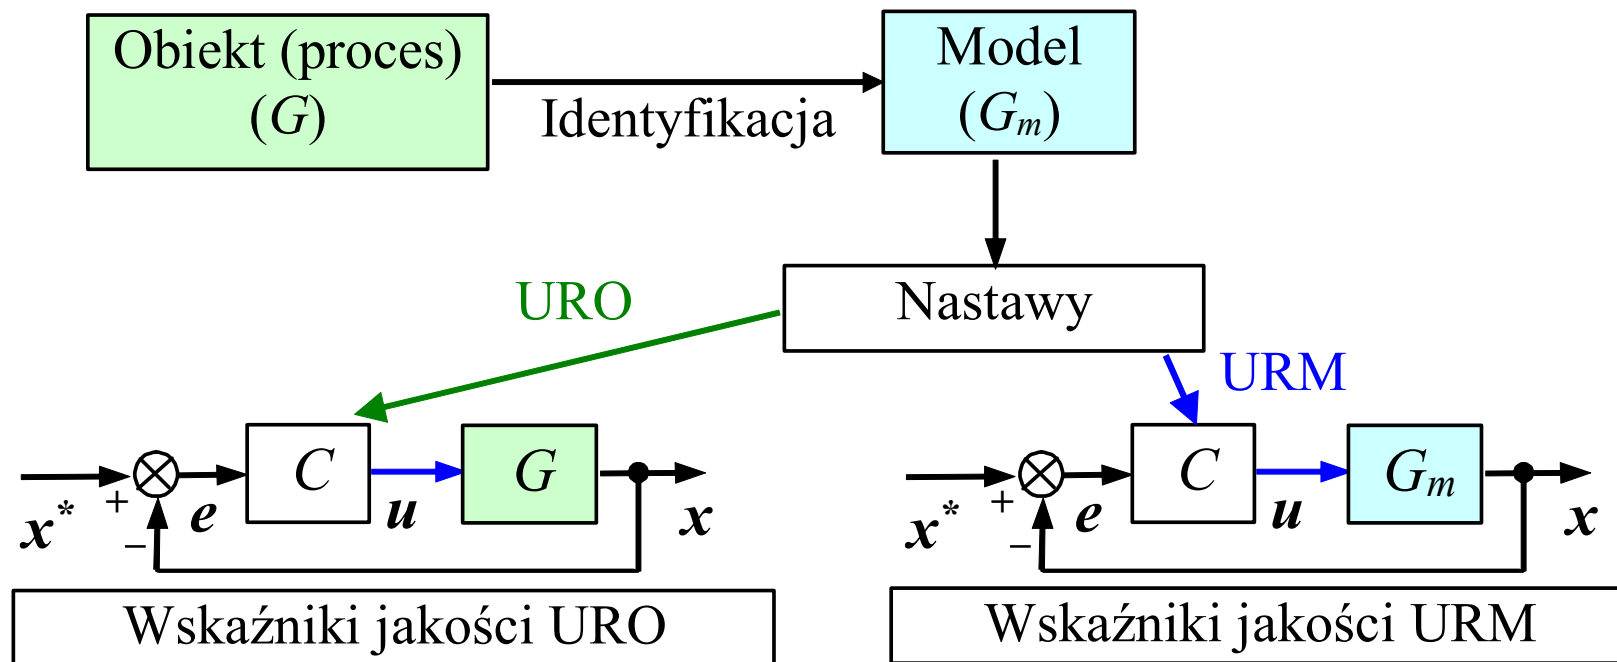 Obiekt (proces)
(G)
Identyfikacja
Model
(Gm)
Nastawy
URO
URM
x* + − e C u G x
x* + − e C u Gm x
Wskaźniki jakości URO
Wskaźniki jakości URM